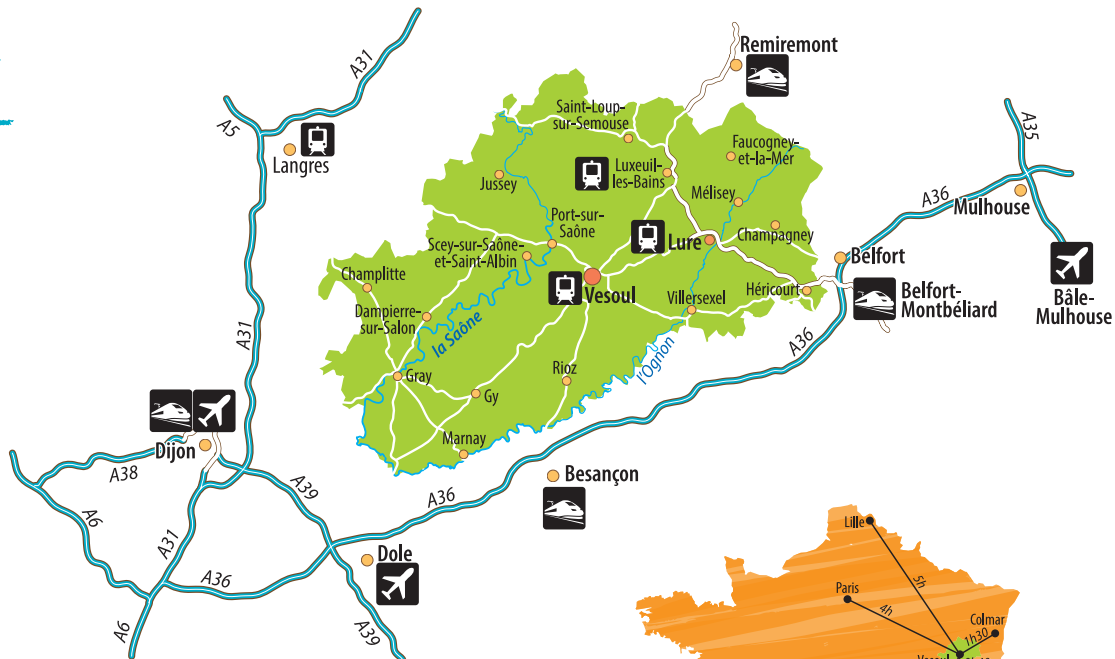 Remiremont
A31
A5
Langres
Saint-Loup-
sur-Semouse
Faucogney-
et-la-Mer
A35
Luxeuil-
les-Bains
Jussey
Mélisey
A36
Mulhouse
Port-sur-
Saône
Lure
Champagney
Scey-sur-Saône-
et-Saint-Albin
Belfort
Champlitte
Vesoul
Villersexel
Héricourt
Belfort-
Montbéliard
Bâle-
Mulhouse
Dampierre-
sur-Salon
la Saône
A31
A36
l'Ognon
Gray
Rioz
Gy
Marnay
Dijon
A38
A39
Besançon
A36
A6
A31
Dole
A36
A6
A39
Lille
5h
Paris
4h
Colmar
1h30
Vesoul